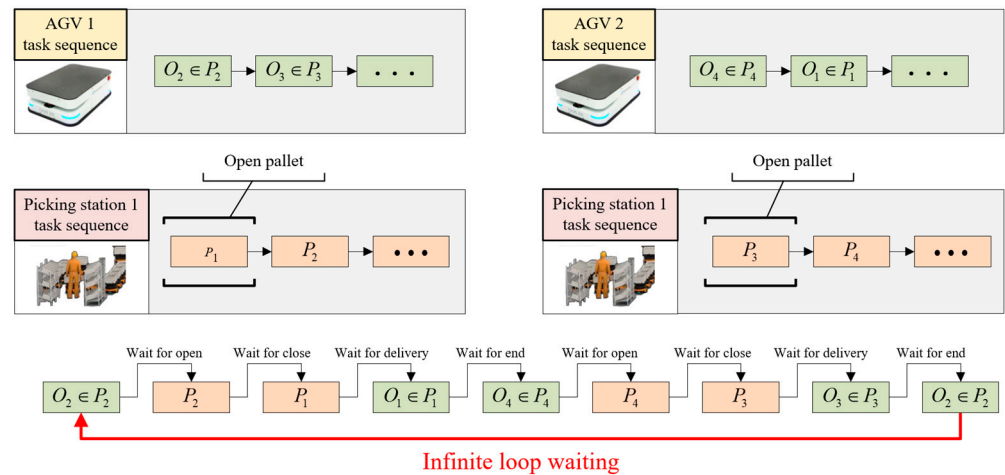 AGV 1
task sequence
O₂ ∈ P₂
O₃ ∈ P₃
• • •
AGV 2
task sequence
O₄ ∈ P₄
O₁ ∈ P₁
• • •
Open pallet
Picking station 1
task sequence
P₁
P₂
• • •
Open pallet
Picking station 1
task sequence
P₃
P₄
• • •
Wait for open
Wait for close
Wait for delivery
Wait for end
Wait for open
Wait for close
Wait for delivery
Wait for end
O₂ ∈ P₂
P₂
P₁
O₁ ∈ P₁
O₄ ∈ P₄
P₄
P₃
O₃ ∈ P₃
O₂ ∈ P₂
Infinite loop waiting